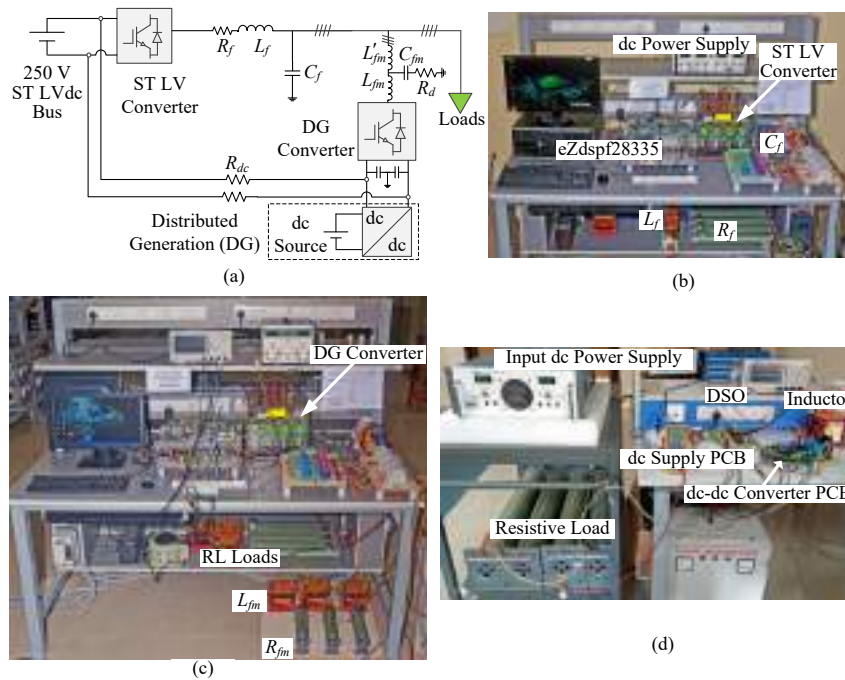 250 V
ST LVdc
Bus
ST LV
Converter
R_f
L_f
C_f
L'_fm
C_fm
L_fm
R_d
Loads
DG
Converter
R_dc
Distributed
Generation (DG)
dc
Source
dc
dc
(a)
dc Power Supply
ST LV
Converter
eZdspf28335
C_f
L_f
R_f
(b)
DG Converter
RL Loads
L_fm
R_fm
(c)
Input dc Power Supply
DSO
Inducto
dc Supply PCB
dc-dc Converter PCB
Resistive Load
(d)